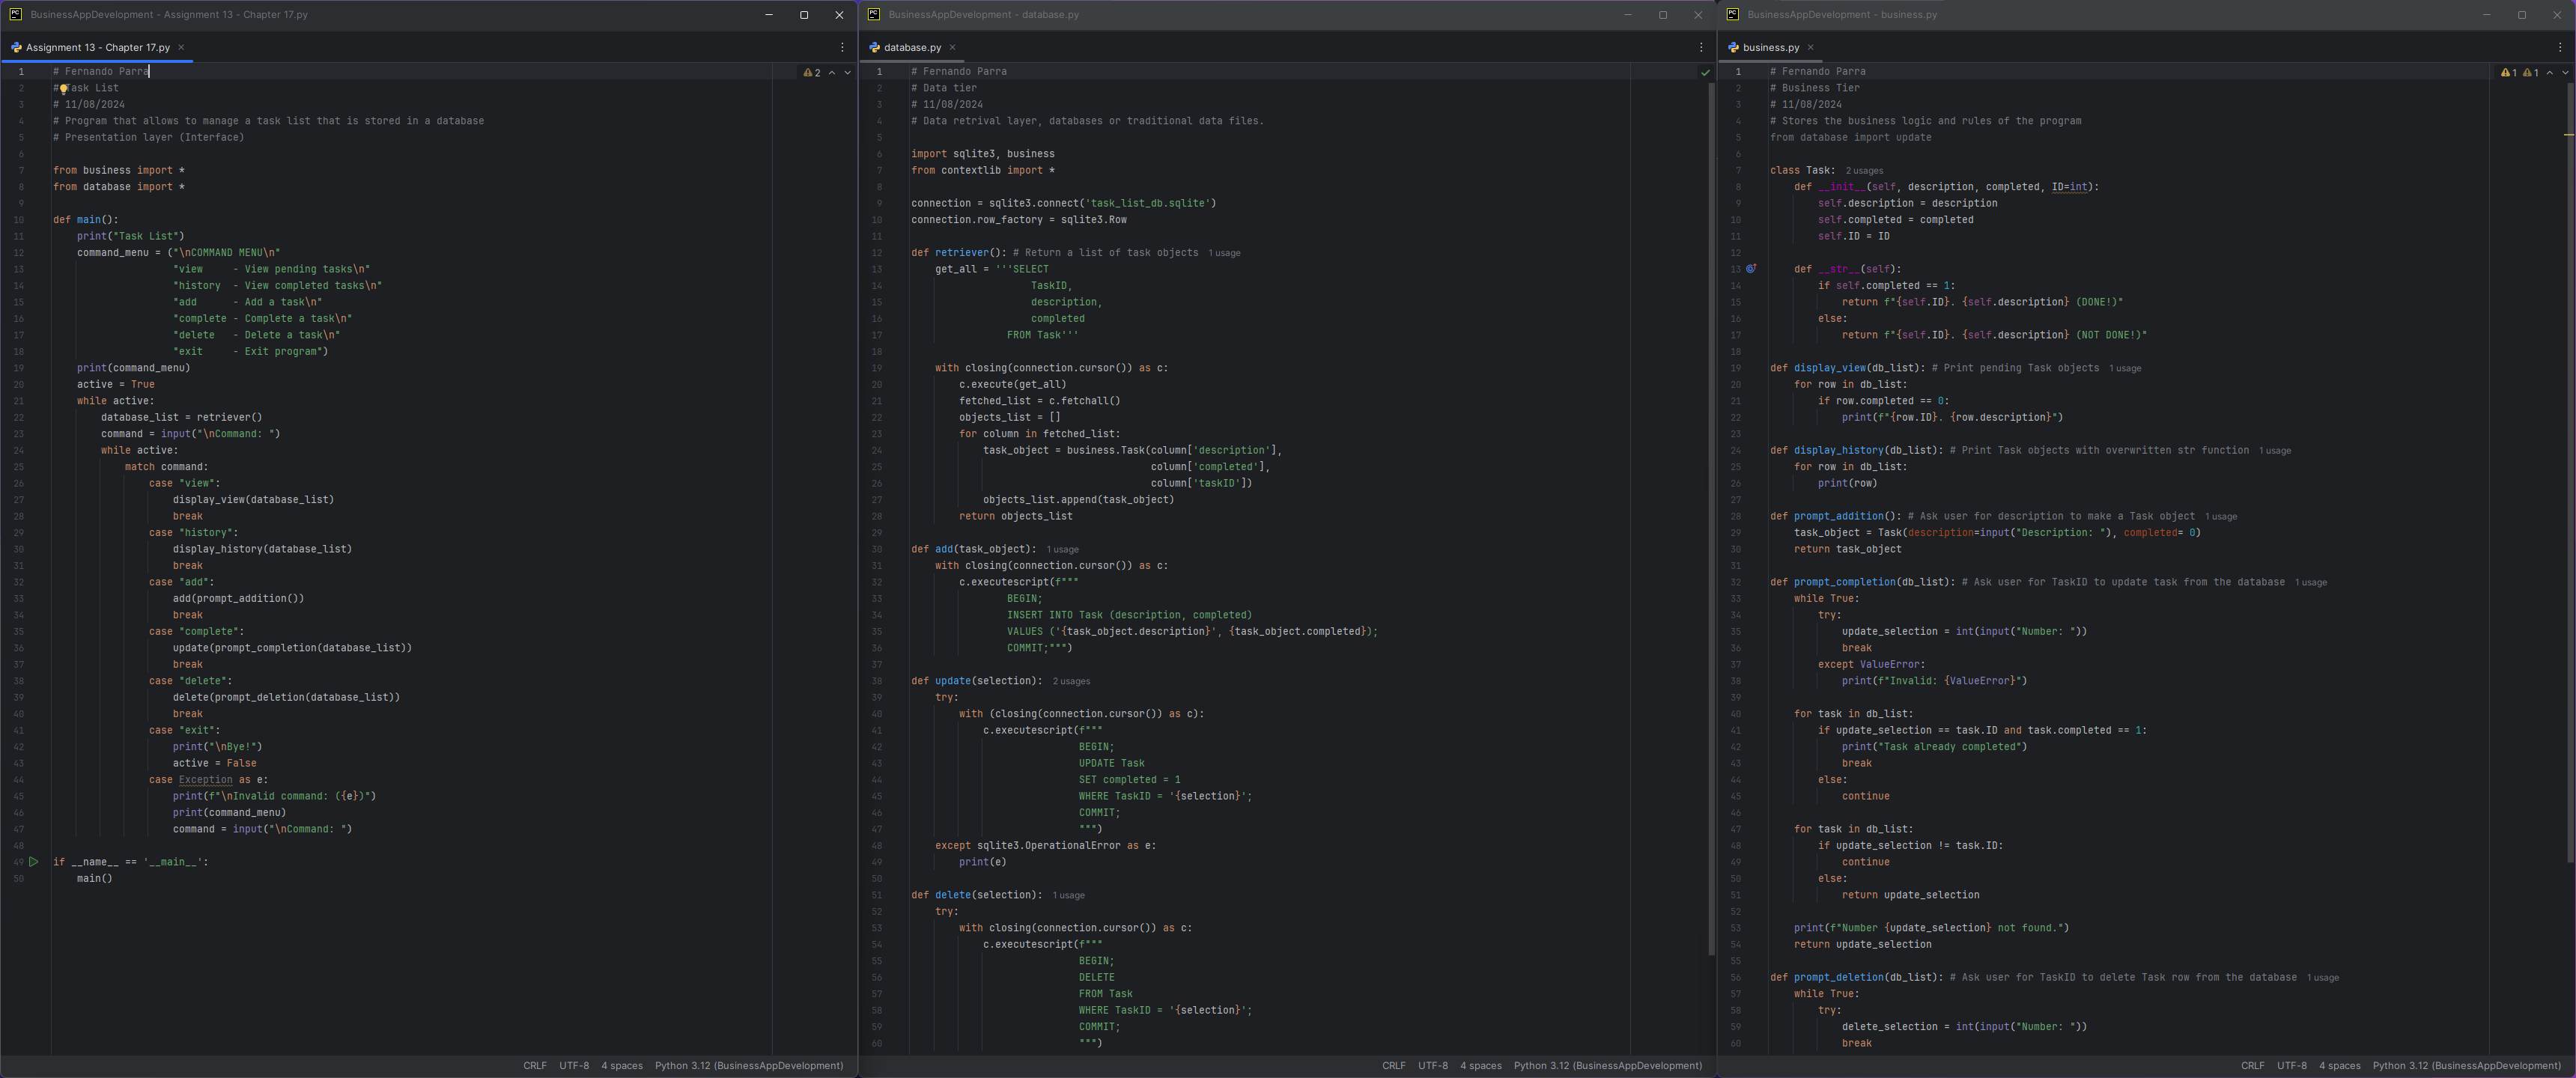 BusinessAppDevelopment - Assignment 13 - Chapter 17.py
Assignment 13 - Chapter 17.py
2
1 # Fernando Parra
2 # Task List
3 # 11/08/2024
4 # Program that allows to manage a task list that is stored in a database
5 # Presentation layer (Interface)
6
7 from business import *
8 from database import *
9
10 def main():
11     print("Task List")
12     command_menu = ("\nCOMMAND MENU\n"
13                     "view     - View pending tasks\n"
14                     "history  - View completed tasks\n"
15                     "add      - Add a task\n"
16                     "complete - Complete a task\n"
17                     "delete   - Delete a task\n"
18                     "exit     - Exit program")
19     print(command_menu)
20     active = True
21     while active:
22         database_list = retriever()
23         command = input("\nCommand: ")
24         while active:
25             match command:
26                 case "view":
27                     display_view(database_list)
28                     break
29                 case "history":
30                     display_history(database_list)
31                     break
32                 case "add":
33                     add(prompt_addition())
34                     break
35                 case "complete":
36                     update(prompt_completion(database_list))
37                     break
38                 case "delete":
39                     delete(prompt_deletion(database_list))
40                     break
41                 case "exit":
42                     print("\nBye!")
43                     active = False
44                 case Exception as e:
45                     print(f"\nInvalid command: ({e})")
46                     print(command_menu)
47                     command = input("\nCommand: ")
48
49 if __name__ == '__main__':
50     main()
CRLF UTF-8 4 spaces Python 3.12 (BusinessAppDevelopment)
BusinessAppDevelopment - database.py
database.py
1 # Fernando Parra
2 # Data tier
3 # 11/08/2024
4 # Data retrival layer, databases or traditional data files.
5
6 import sqlite3, business
7 from contextlib import *
8
9 connection = sqlite3.connect('task_list_db.sqlite')
10 connection.row_factory = sqlite3.Row
11
12 def retriever(): # Return a list of task objects 1 usage
13     get_all = '''SELECT
14                     TaskID,
15                     description,
16                     completed
17                 FROM Task'''
18
19     with closing(connection.cursor()) as c:
20         c.execute(get_all)
21         fetched_list = c.fetchall()
22         objects_list = []
23         for column in fetched_list:
24             task_object = business.Task(column['description'],
25                                         column['completed'],
26                                         column['taskID'])
27             objects_list.append(task_object)
28         return objects_list
29
30 def add(task_object): 1 usage
31     with closing(connection.cursor()) as c:
32         c.executescript(f"""
33                 BEGIN;
34                 INSERT INTO Task (description, completed)
35                 VALUES ('{task_object.description}', {task_object.completed});
36                 COMMIT;""")
37
38 def update(selection): 2 usages
39     try:
40         with (closing(connection.cursor()) as c):
41             c.executescript(f"""
42                             BEGIN;
43                             UPDATE Task
44                             SET completed = 1
45                             WHERE TaskID = '{selection}';
46                             COMMIT;
47                             """)
48     except sqlite3.OperationalError as e:
49         print(e)
50
51 def delete(selection): 1 usage
52     try:
53         with closing(connection.cursor()) as c:
54             c.executescript(f"""
55                             BEGIN;
56                             DELETE
57                             FROM Task
58                             WHERE TaskID = '{selection}';
59                             COMMIT;
60                             """)
CRLF UTF-8 4 spaces Python 3.12 (BusinessAppDevelopment)
BusinessAppDevelopment - business.py
business.py
1 1
1 # Fernando Parra
2 # Business Tier
3 # 11/08/2024
4 # Stores the business logic and rules of the program
5 from database import update
6
7 class Task: 2 usages
8     def __init__(self, description, completed, ID=int):
9         self.description = description
10         self.completed = completed
11         self.ID = ID
12
13     def __str__(self):
14         if self.completed == 1:
15             return f"{self.ID}. {self.description} (DONE!)"
16         else:
17             return f"{self.ID}. {self.description} (NOT DONE!)"
18
19 def display_view(db_list): # Print pending Task objects 1 usage
20     for row in db_list:
21         if row.completed == 0:
22             print(f"{row.ID}. {row.description}")
23
24 def display_history(db_list): # Print Task objects with overwritten str function 1 usage
25     for row in db_list:
26         print(row)
27
28 def prompt_addition(): # Ask user for description to make a Task object 1 usage
29     task_object = Task(description=input("Description: "), completed= 0)
30     return task_object
31
32 def prompt_completion(db_list): # Ask user for TaskID to update task from the database 1 usage
33     while True:
34         try:
35             update_selection = int(input("Number: "))
36             break
37         except ValueError:
38             print(f"Invalid: {ValueError}")
39
40     for task in db_list:
41         if update_selection == task.ID and task.completed == 1:
42             print("Task already completed")
43             break
44         else:
45             continue
46
47     for task in db_list:
48         if update_selection != task.ID:
49             continue
50         else:
51             return update_selection
52
53     print(f"Number {update_selection} not found.")
54     return update_selection
55
56 def prompt_deletion(db_list): # Ask user for TaskID to delete Task row from the database 1 usage
57     while True:
58         try:
59             delete_selection = int(input("Number: "))
60             break
CRLF UTF-8 4 spaces Python 3.12 (BusinessAppDevelopment)